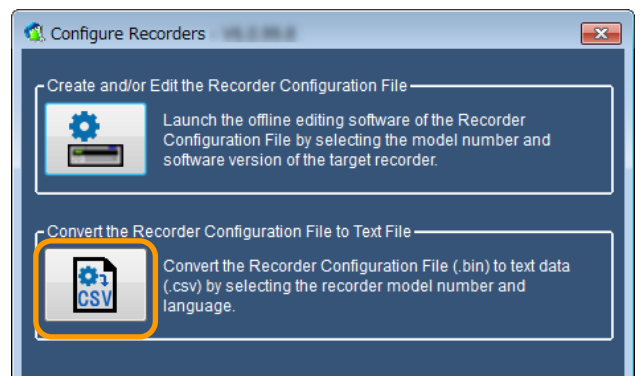 Configure Recorders
Create and/or Edit the Recorder Configuration File
Launch the offline editing software of the Recorder
Configuration File by selecting the model number and
software version of the target recorder.
Convert the Recorder Configuration File to Text File
Convert the Recorder Configuration File (.bin) to text data
(.csv) by selecting the recorder model number and
language.
CSV